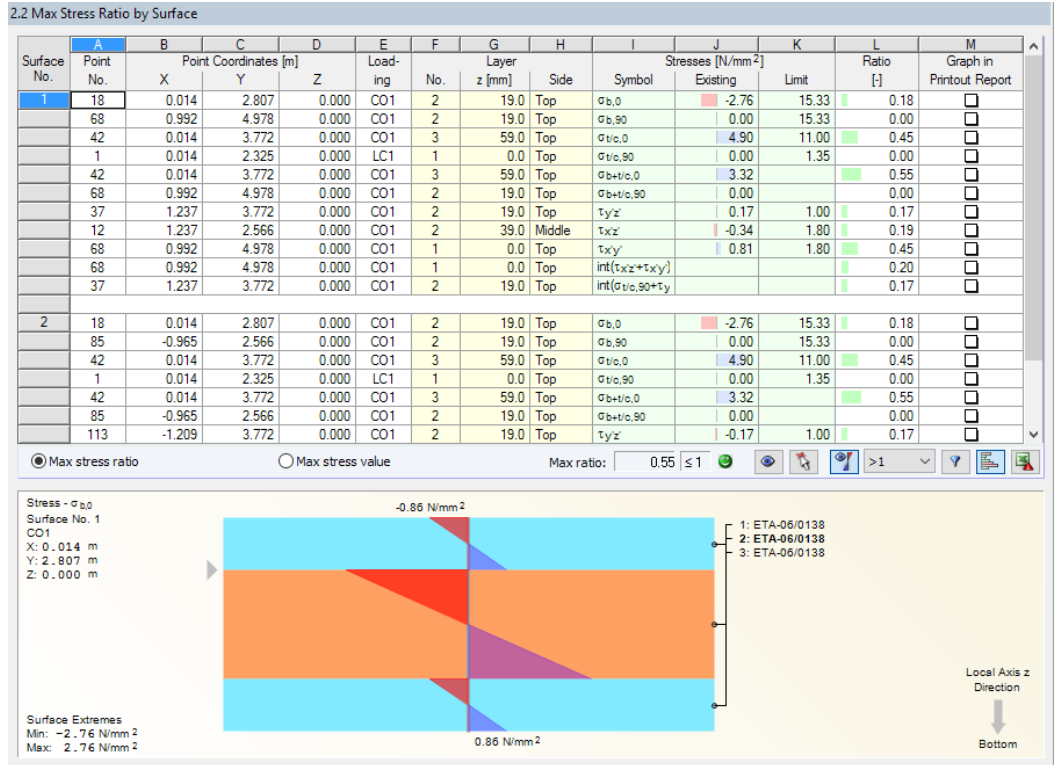 2.2 Max Stress Ratio by Surface
A B C D E F G H I J K L M
Surface Point Point Coordinates [m] Load- Layer Stresses [N/mm²] Ratio Graph in
No. No. X Y Z ing No. z [mm] Side Symbol Existing Limit [-] Printout Report
1 18 0.014 2.807 0.000 CO1 2 19.0 Top σb,0 -2.76 15.33 0.18
68 0.992 4.978 0.000 CO1 2 19.0 Top σb,90 0.00 15.33 0.00
42 0.014 3.772 0.000 CO1 3 59.0 Top σt/c,0 4.90 11.00 0.45
1 0.014 2.325 0.000 LC1 1 0.0 Top σt/c,90 0.00 1.35 0.00
42 0.014 3.772 0.000 CO1 3 59.0 Top σb+t/c,0 3.32 0.55
68 0.992 4.978 0.000 CO1 2 19.0 Top σb+t/c,90 0.00 0.00
37 1.237 3.772 0.000 CO1 2 19.0 Top τy'z' 0.17 1.00 0.17
12 1.237 2.566 0.000 CO1 2 39.0 Middle τx'z' -0.34 1.80 0.19
68 0.992 4.978 0.000 CO1 1 0.0 Top τx'y' 0.81 1.80 0.45
68 0.992 4.978 0.000 CO1 1 0.0 Top int(τx'z'+τx'y') 0.20
37 1.237 3.772 0.000 CO1 2 19.0 Top int(σt/c,90+τy 0.17
2 18 0.014 2.807 0.000 CO1 2 19.0 Top σb,0 -2.76 15.33 0.18
85 -0.965 2.566 0.000 CO1 2 19.0 Top σb,90 0.00 15.33 0.00
42 0.014 3.772 0.000 CO1 3 59.0 Top σt/c,0 4.90 11.00 0.45
1 0.014 2.325 0.000 LC1 1 0.0 Top σt/c,90 0.00 1.35 0.00
42 0.014 3.772 0.000 CO1 3 59.0 Top σb+t/c,0 3.32 0.55
85 -0.965 2.566 0.000 CO1 2 19.0 Top σb+t/c,90 0.00 0.00
113 -1.209 3.772 0.000 CO1 2 19.0 Top τy'z' -0.17 1.00 0.17
Max stress ratio Max stress value Max ratio: 0.55 ≤ 1 >1
Stress - σ b,0
Surface No. 1
CO1
X: 0.014 m
Y: 2.807 m
Z: 0.000 m
-0.86 N/mm²
1: ETA-06/0138
2: ETA-06/0138
3: ETA-06/0138
0.86 N/mm²
Surface Extremes
Min: -2.76 N/mm²
Max: 2.76 N/mm²
Local Axis z
Direction
Bottom